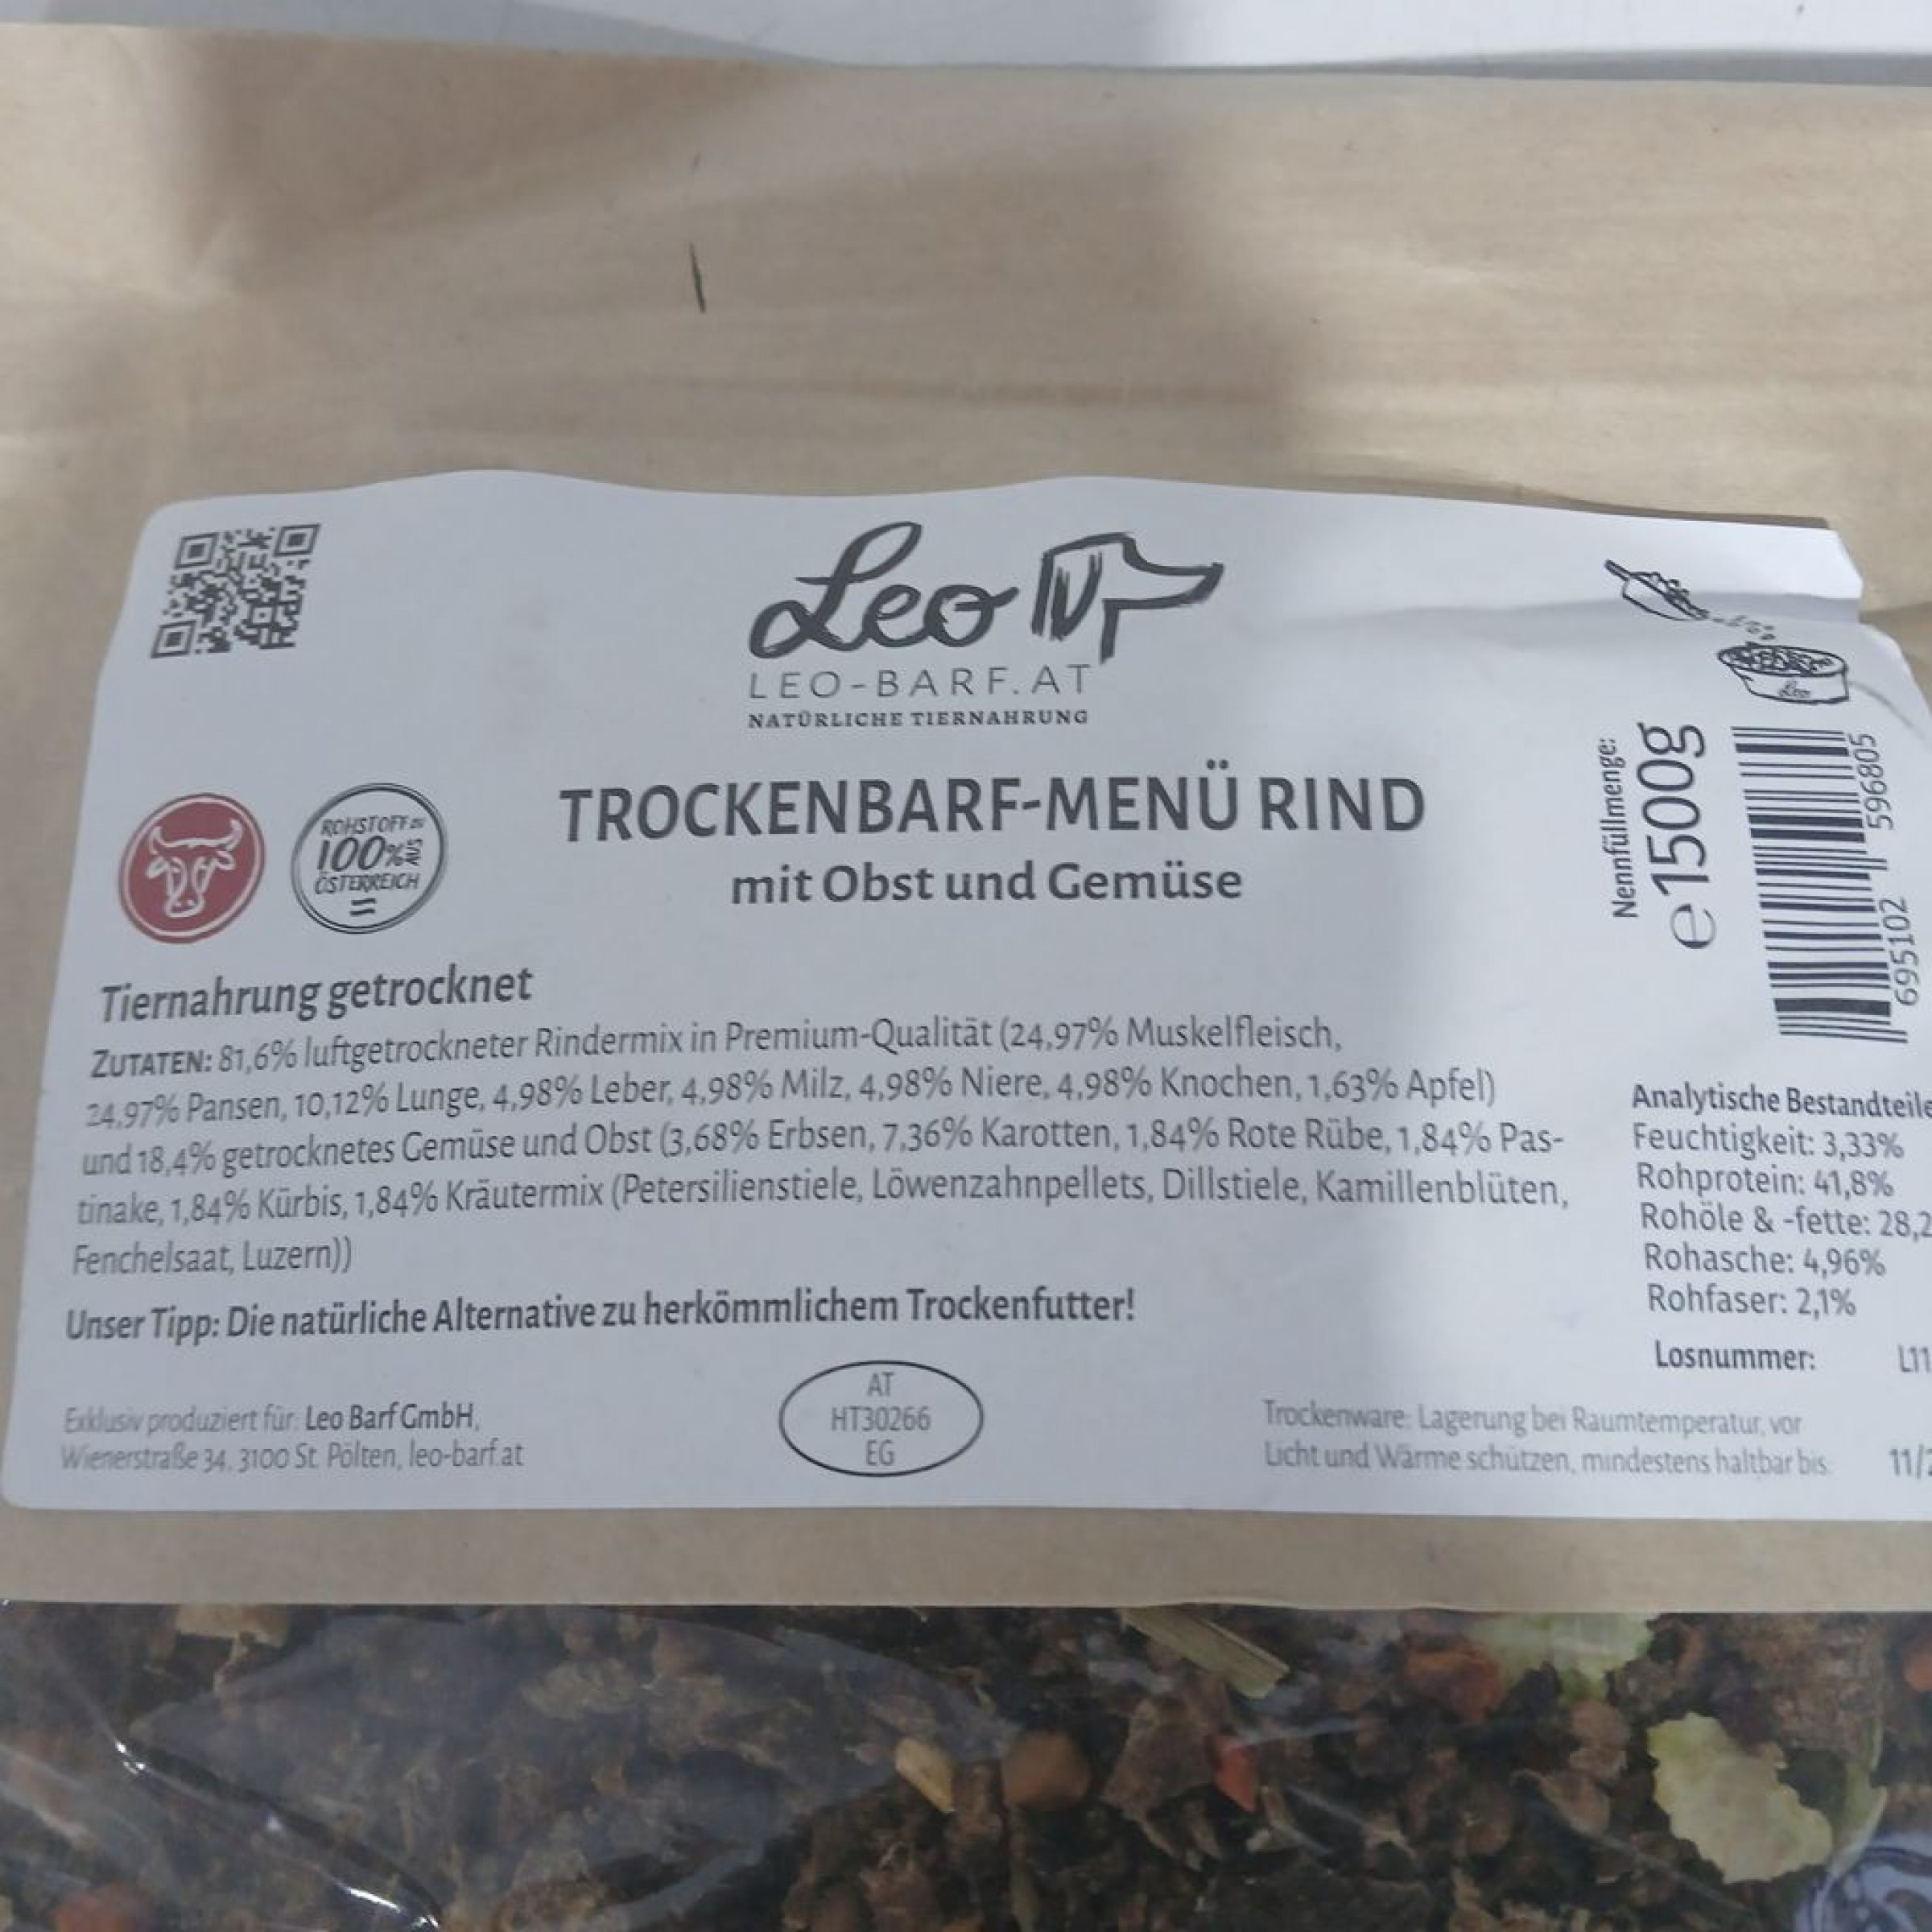 Leo
LEO-BARF.AT
NATÜRLICHE TIERNAHRUNG
ROHSTOFF ZU
100% AUS
ÖSTERREICH
TROCKENBARF-MENÜ RIND
mit Obst und Gemüse
Tiernahrung getrocknet
ZUTATEN: 81,6% luftgetrockneter Rindermix in Premium-Qualität (24,97% Muskelfleisch,
24,97% Pansen, 10,12% Lunge, 4,98% Leber, 4,98% Milz, 4,98% Niere, 4,98% Knochen, 1,63% Apfel)
und 18,4% getrocknetes Gemüse und Obst (3,68% Erbsen, 7,36% Karotten, 1,84% Rote Rübe, 1,84% Pas-
tinake, 1,84% Kürbis, 1,84% Kräutermix (Petersilienstiele, Löwenzahnpellets, Dillstiele, Kamillenblüten,
Fenchelsaat, Luzern))
Unser Tipp: Die natürliche Alternative zu herkömmlichem Trockenfutter!
Exklusiv produziert für: Leo Barf GmbH,
Wienerstraße 34, 3100 St. Pölten, leo-barf.at
AT
HT30266
EG
Leo
Nennfüllmenge:
e 1500g
695102 596805
Analytische Bestandteile
Feuchtigkeit: 3,33%
Rohprotein: 41,8%
Rohöle & -fette: 28,2
Rohasche: 4,96%
Rohfaser: 2,1%
Losnummer: L11
Trockenware: Lagerung bei Raumtemperatur, vor
Licht und Wärme schützen, mindestens haltbar bis: 11/2